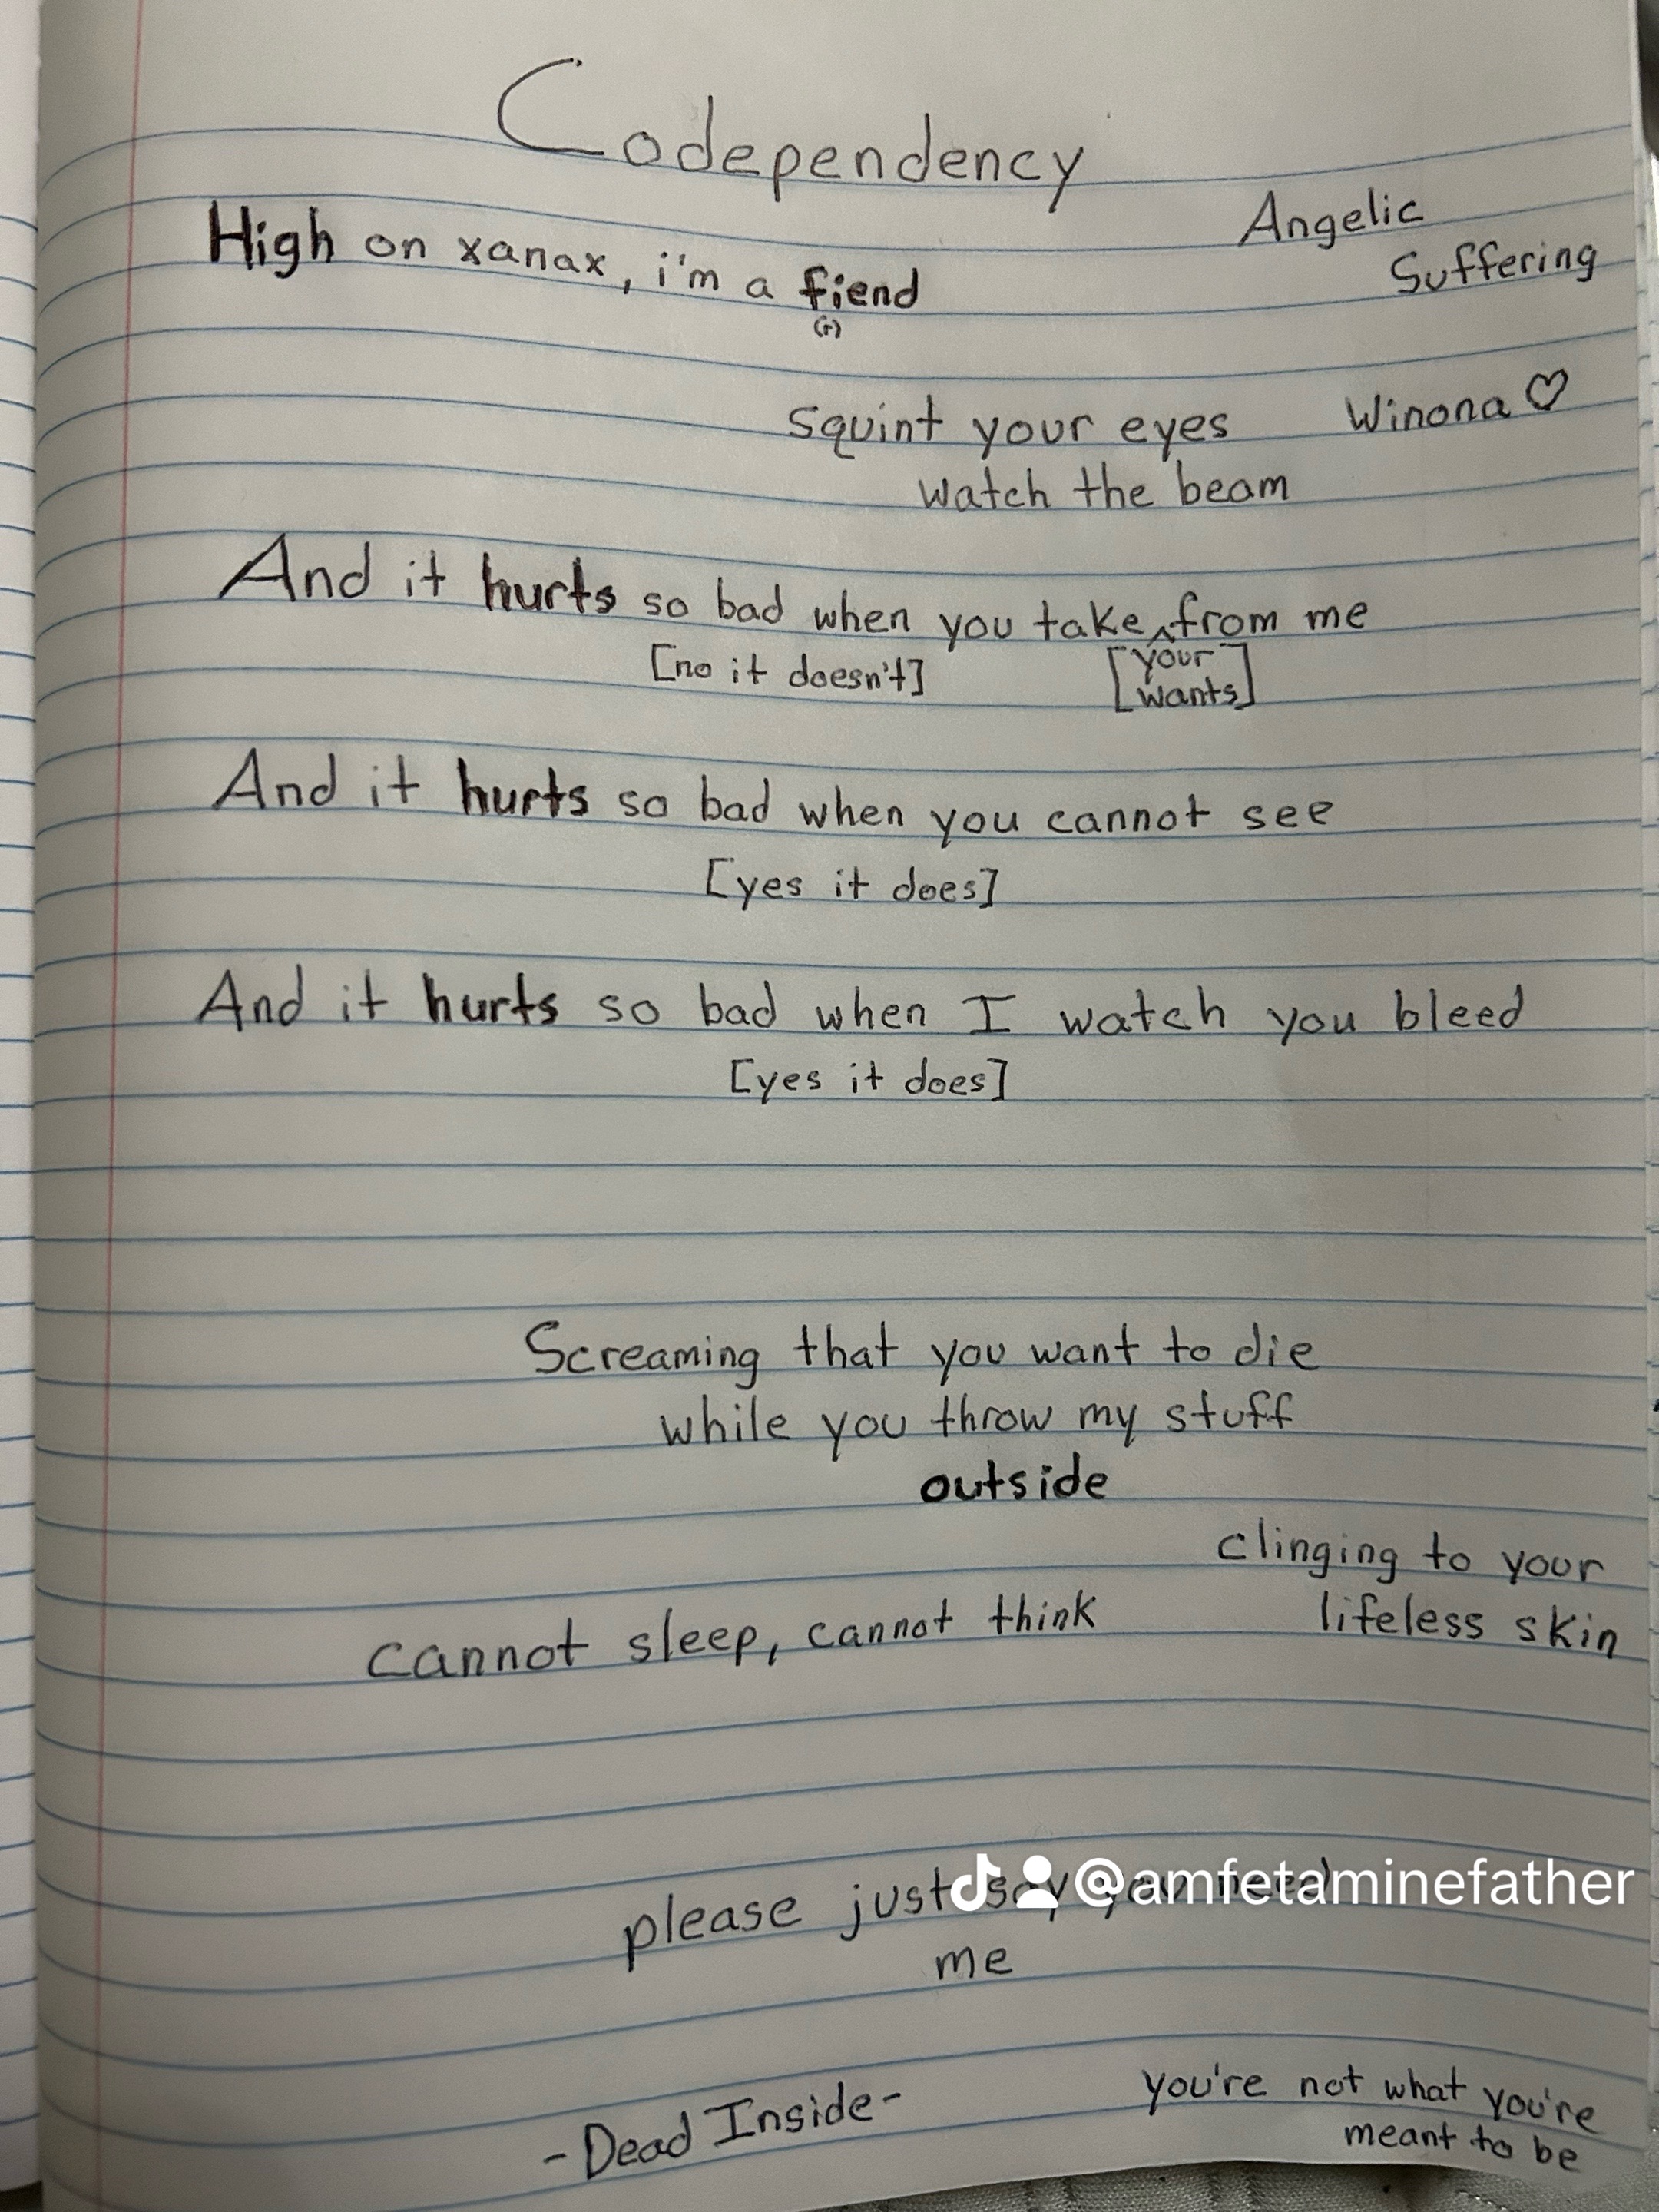 Codependency
Angelic
Suffering
High on xanax, i'm a fiend
(r)
squint your eyes
Winona ♡
watch the beam
And it hurts so bad when you take ^ from me
[no it doesn't] [your wants]
And it hurts so bad when you cannot see
[yes it does]
And it hurts so bad when I watch you bleed
[yes it does]
Screaming that you want to die
while you throw my stuff
outside
clinging to your
lifeless skin
cannot sleep, cannot think
please just say you need
me
@amfetaminefather
-Dead Inside-
you're not what you're
meant to be